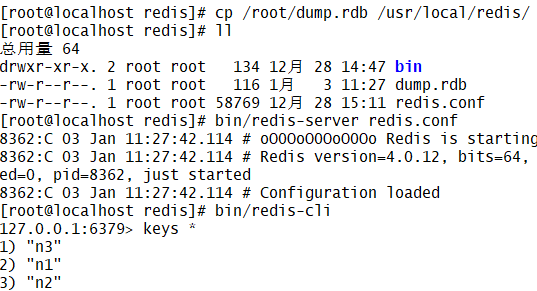 [root@localhost redis]# cp /root/dump.rdb /usr/local/redis/
[root@localhost redis]# ll
总用量 64
drwxr-xr-x. 2 root root   134 12月 28 14:47 bin
-rw-r--r--. 1 root root   116 1月   3 11:27 dump.rdb
-rw-r--r--. 1 root root 58769 12月 28 15:11 redis.conf
[root@localhost redis]# bin/redis-server redis.conf
8362:C 03 Jan 11:27:42.114 # oO0OoO0OoO0Oo Redis is starting
8362:C 03 Jan 11:27:42.114 # Redis version=4.0.12, bits=64,
ed=0, pid=8362, just started
8362:C 03 Jan 11:27:42.114 # Configuration loaded
[root@localhost redis]# bin/redis-cli
127.0.0.1:6379> keys *
1) "n3"
2) "n1"
3) "n2"